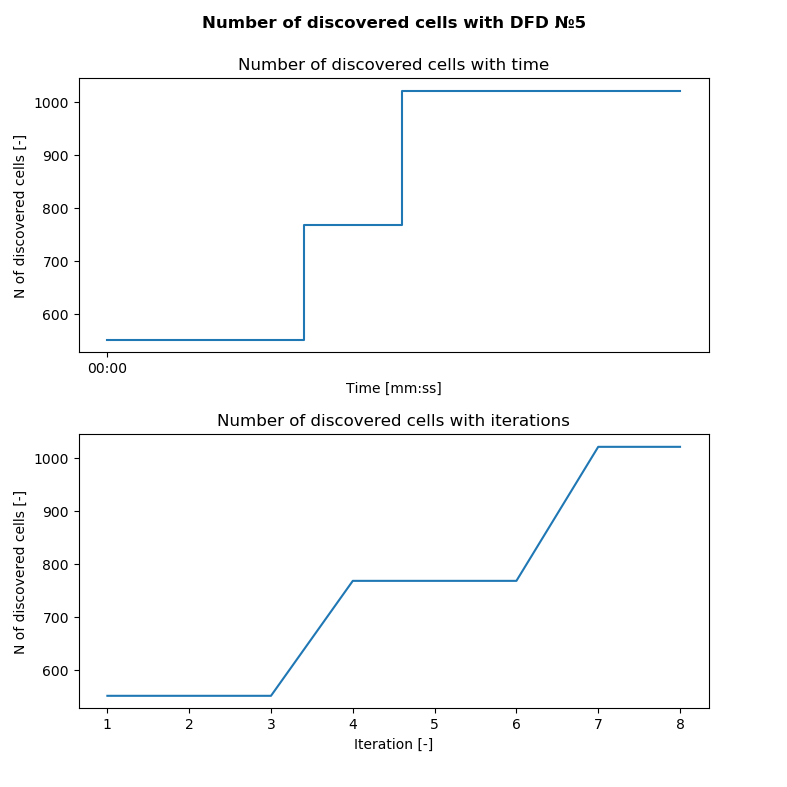 Number of discovered cells with DFD №5
Number of discovered cells with time
1000
900
800
700
600
N of discovered cells [-]
00:00
Time [mm:ss]
Number of discovered cells with iterations
1000
900
800
700
600
N of discovered cells [-]
1 2 3 4 5 6 7 8
Iteration [-]